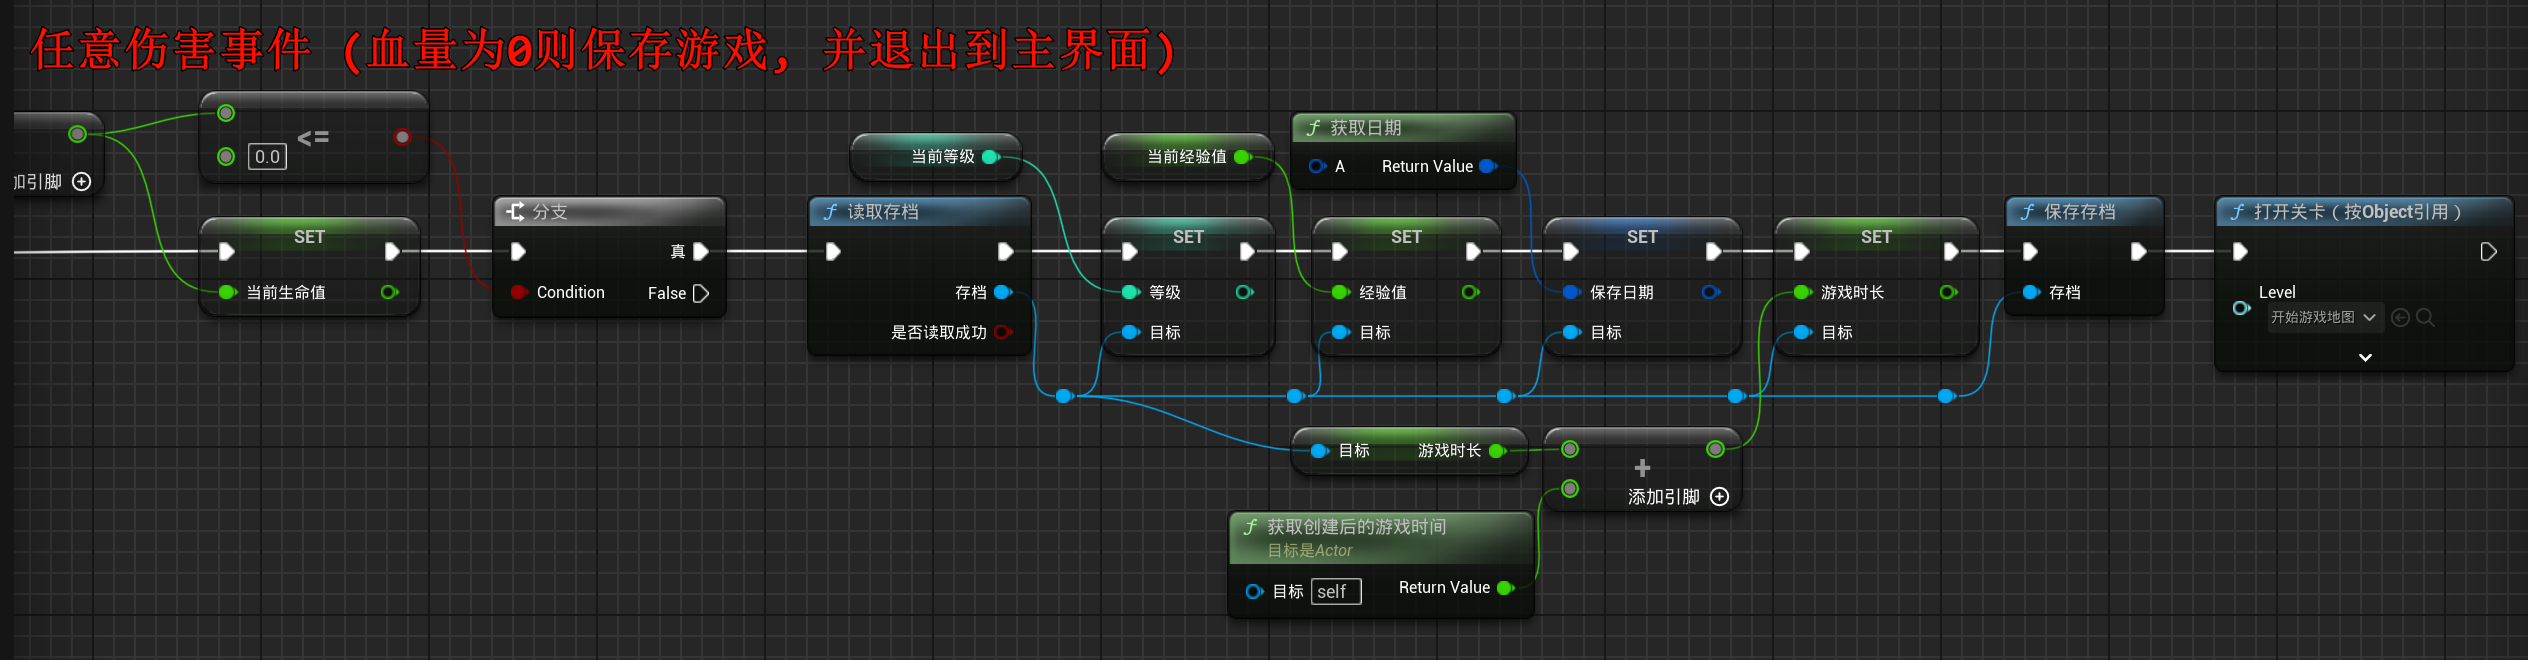 任意伤害事件（血量为0则保存游戏，并退出到主界面）
加引脚
0.0
<=
SET
当前生命值
分支
真
Condition
False
读取存档
存档
是否读取成功
当前等级
SET
等级
目标
当前经验值
SET
经验值
目标
获取日期
A
Return Value
SET
保存日期
目标
SET
游戏时长
目标
保存存档
存档
打开关卡（按Object引用）
Level
开始游戏地图
目标
游戏时长
+
添加引脚
获取创建后的游戏时间
目标是Actor
目标
self
Return Value